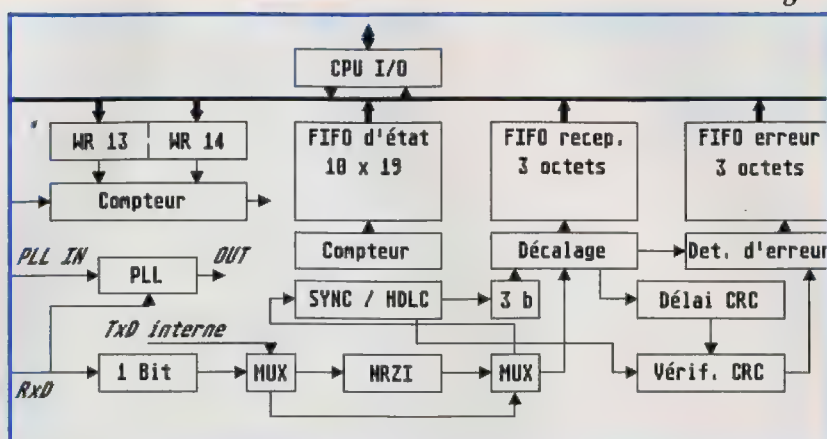 g
CPU I/O
WR 13 WR 14
FIFO d'état
10 x 19
FIFO recep.
3 octets
FIFO erreur
3 octets
Compteur
Compteur
Décalage
Det. d'erreur
PLL IN
OUT
PLL
SYNC / HDLC
3 b
Délai CRC
TxD interne
RxD
1 Bit
MUX
NRZI
MUX
Vérif. CRC